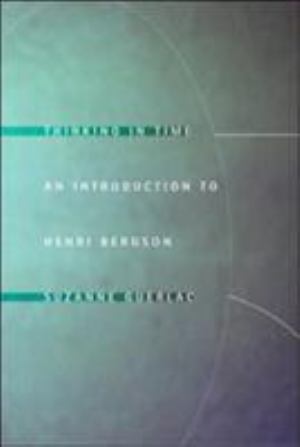 THINKING IN TIME
AN INTRODUCTION TO
HENRI BERGSON
SUZANNE GUERLAC